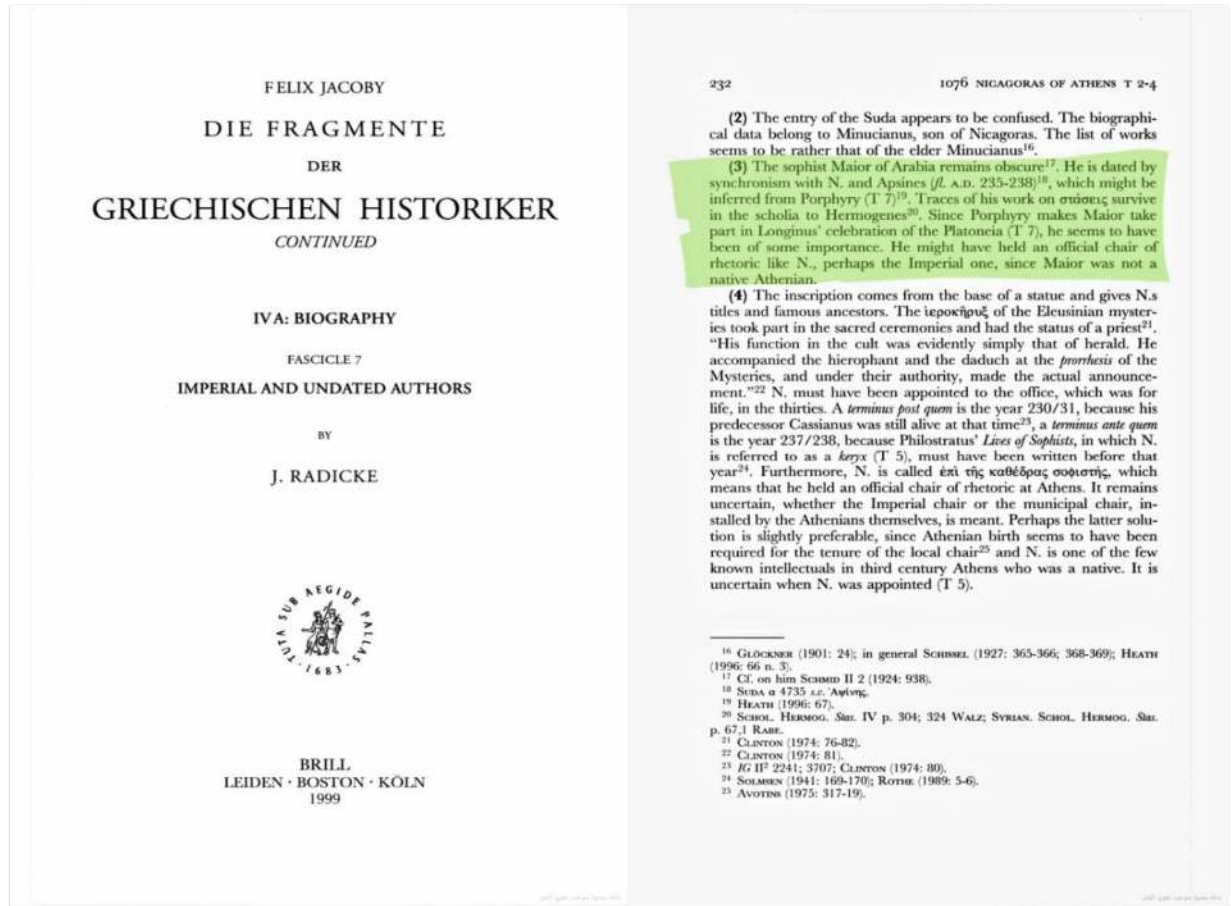 FELIX JACOBY
DIE FRAGMENTE
DER
GRIECHISCHEN HISTORIKER
CONTINUED
IV A: BIOGRAPHY
FASCICLE 7
IMPERIAL AND UNDATED AUTHORS
BY
J. RADICKE
TUTA SUB AEGIDE PALLAS · 1683 ·
BRILL
LEIDEN · BOSTON · KÖLN
1999
232 1076 NICAGORAS OF ATHENS T 2-4
(2) The entry of the Suda appears to be confused. The biographi-
cal data belong to Minucianus, son of Nicagoras. The list of works
seems to be rather that of the elder Minucianus16.
(3) The sophist Maior of Arabia remains obscure17. He is dated by
synchronism with N. and Apsines (fl. A.D. 235-238)18, which might be
inferred from Porphyry (T 7)19. Traces of his work on στάσεις survive
in the scholia to Hermogenes20. Since Porphyry makes Maior take
part in Longinus' celebration of the Platoneia (T 7), he seems to have
been of some importance. He might have held an official chair of
rhetoric like N., perhaps the Imperial one, since Maior was not a
native Athenian.
(4) The inscription comes from the base of a statue and gives N.s
titles and famous ancestors. The ἱεροκῆρυξ of the Eleusinian myster-
ies took part in the sacred ceremonies and had the status of a priest21.
“His function in the cult was evidently simply that of herald. He
accompanied the hierophant and the daduch at the prorrhesis of the
Mysteries, and under their authority, made the actual announce-
ment.”22 N. must have been appointed to the office, which was for
life, in the thirties. A terminus post quem is the year 230/31, because his
predecessor Cassianus was still alive at that time23, a terminus ante quem
is the year 237/238, because Philostratus' Lives of Sophists, in which N.
is referred to as a keryx (T 5), must have been written before that
year24. Furthermore, N. is called ἐπὶ τῆς καθέδρας σοφιστής, which
means that he held an official chair of rhetoric at Athens. It remains
uncertain, whether the Imperial chair or the municipal chair, in-
stalled by the Athenians themselves, is meant. Perhaps the latter solu-
tion is slightly preferable, since Athenian birth seems to have been
required for the tenure of the local chair25 and N. is one of the few
known intellectuals in third century Athens who was a native. It is
uncertain when N. was appointed (T 5).
16 GLÖCKNER (1901: 24); in general SCHISSEL (1927: 365-366; 368-369); HEATH
(1996: 66 n. 3).
17 Cf. on him SCHMID II 2 (1924: 938).
18 SUDA α 4735 s.v. Ἀψίνης.
19 HEATH (1996: 67).
20 SCHOL. HERMOG. Stas. IV p. 304; 324 WALZ; SYRIAN. SCHOL. HERMOG. Stas.
p. 67,1 RABE.
21 CLINTON (1974: 76-82).
22 CLINTON (1974: 81).
23 IG II2 2241; 3707; CLINTON (1974: 80).
24 SOLMSEN (1941: 169-170); ROTHE (1989: 5-6).
25 AVOTINS (1975: 317-19).